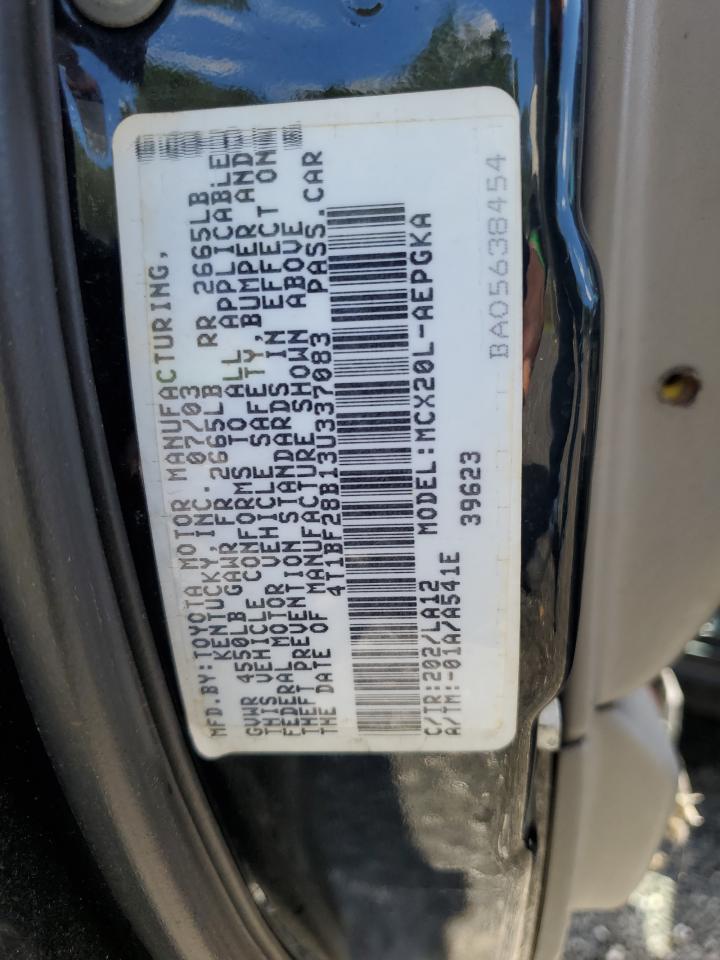 MFD.BY:TOYOTA MOTOR MANUFACTURING,
KENTUCKY,INC. 07/03
GVWR 4550LB GAWR FR 2665LB RR 2665LB
THIS VEHICLE CONFORMS TO ALL APPLICABLE
FEDERAL MOTOR VEHICLE SAFETY,BUMPER AND
THEFT PREVENTION STANDARDS IN EFFECT ON
THE DATE OF MANUFACTURE SHOWN ABOVE
4T1BF28B13U337083 PASS.CAR
C/TR:202/LA12 MODEL:MCX20L-AEPGKA
A/TM:-01A/A541E 39623
BA05638454